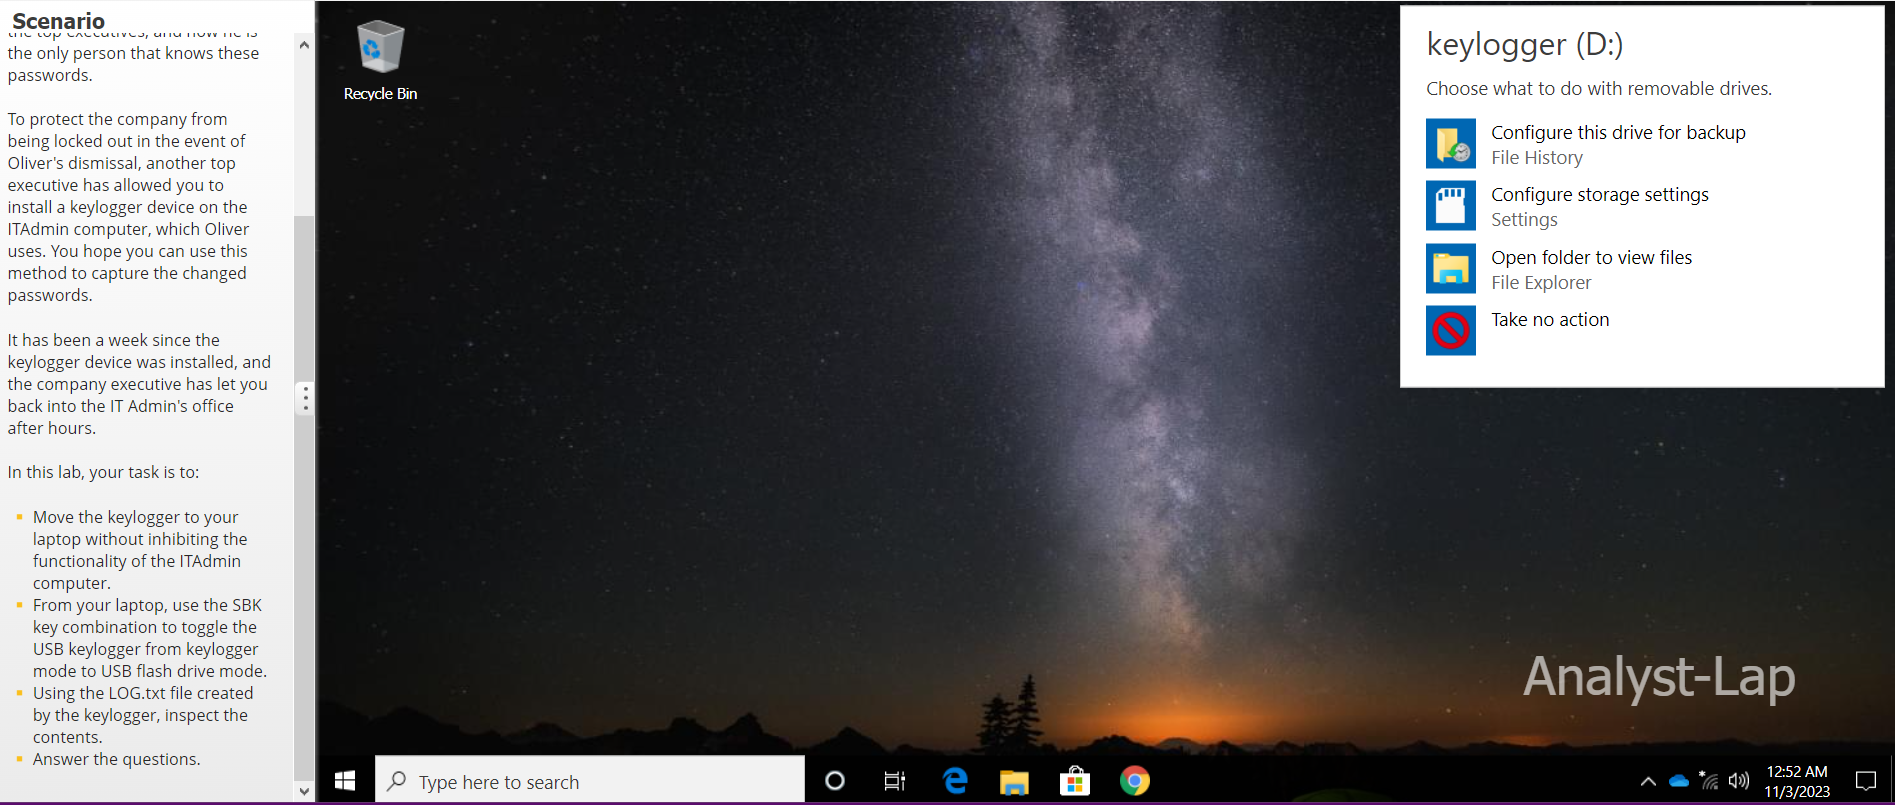 Scenario
the top executives, and now he is
the only person that knows these
passwords.
To protect the company from
being locked out in the event of
Oliver's dismissal, another top
executive has allowed you to
install a keylogger device on the
ITAdmin computer, which Oliver
uses. You hope you can use this
method to capture the changed
passwords.
It has been a week since the
keylogger device was installed, and
the company executive has let you
back into the IT Admin's office
after hours.
In this lab, your task is to:
Move the keylogger to your
laptop without inhibiting the
functionality of the ITAdmin
computer.
From your laptop, use the SBK
key combination to toggle the
USB keylogger from keylogger
mode to USB flash drive mode.
Using the LOG.txt file created
by the keylogger, inspect the
contents.
Answer the questions.
Recycle Bin
keylogger (D:)
Choose what to do with removable drives.
Configure this drive for backup
File History
Configure storage settings
Settings
Open folder to view files
File Explorer
Take no action
Analyst-Lap
Type here to search
12:52 AM
11/3/2023